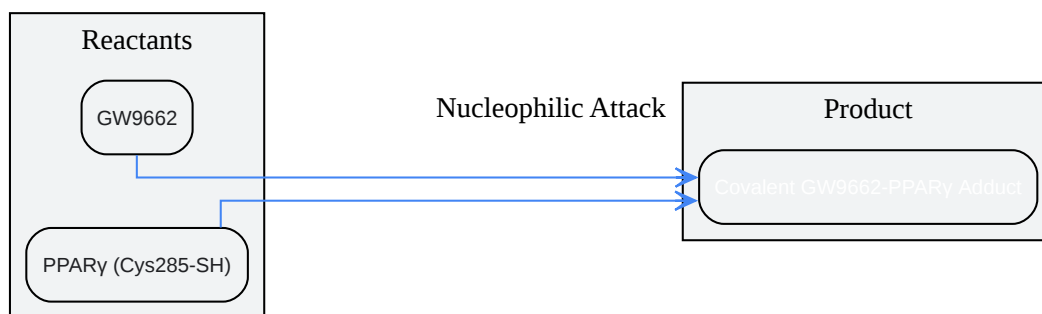 Reactants
GW9662
PPARγ (Cys285-SH)
Nucleophilic Attack
Product
Covalent GW9662-PPARγ Adduct